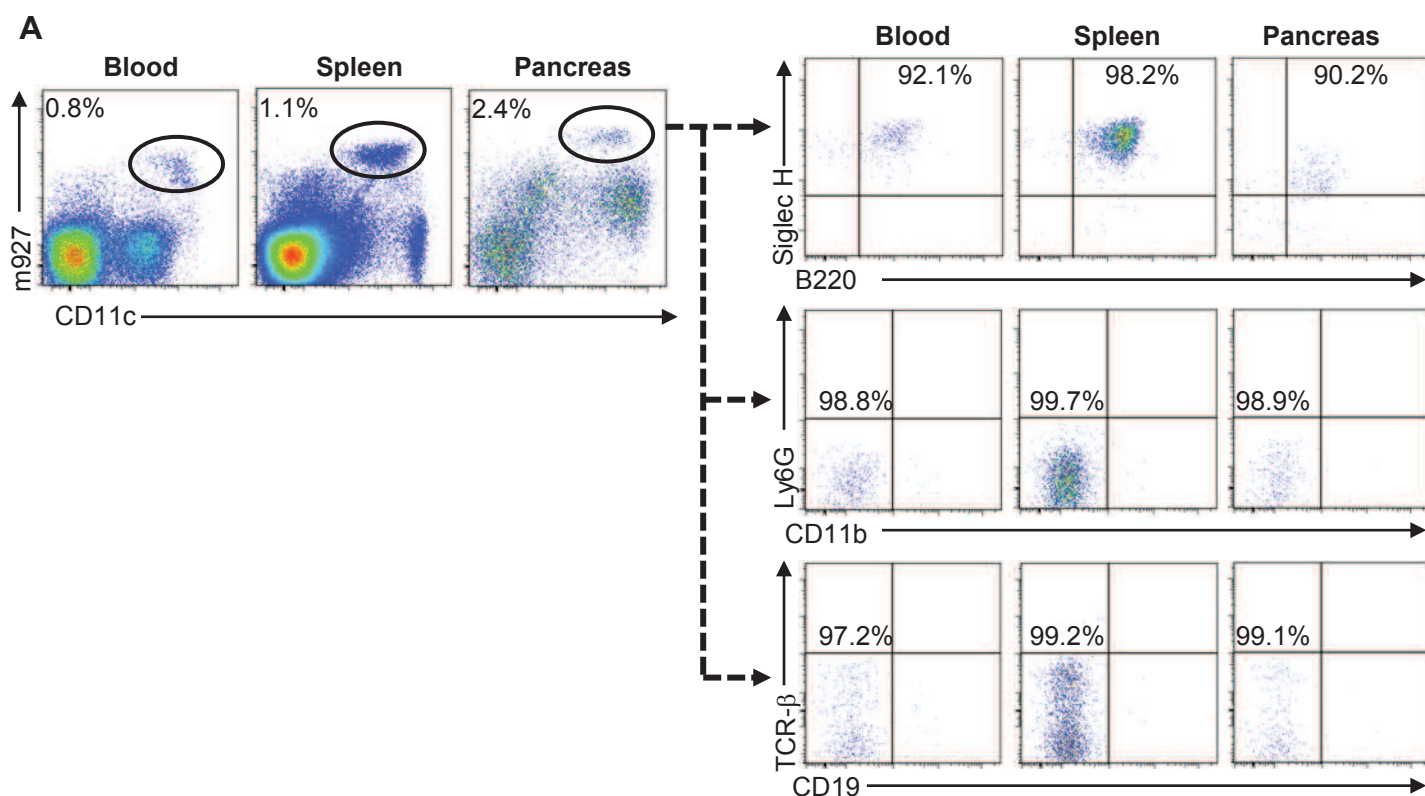 A
Blood Spleen Pancreas
0.8% 1.1% 2.4%
m927
CD11c
Blood Spleen Pancreas
92.1% 98.2% 90.2%
Siglec H
B220
98.8% 99.7% 98.9%
Ly6G
CD11b
97.2% 99.2% 99.1%
TCR-β
CD19